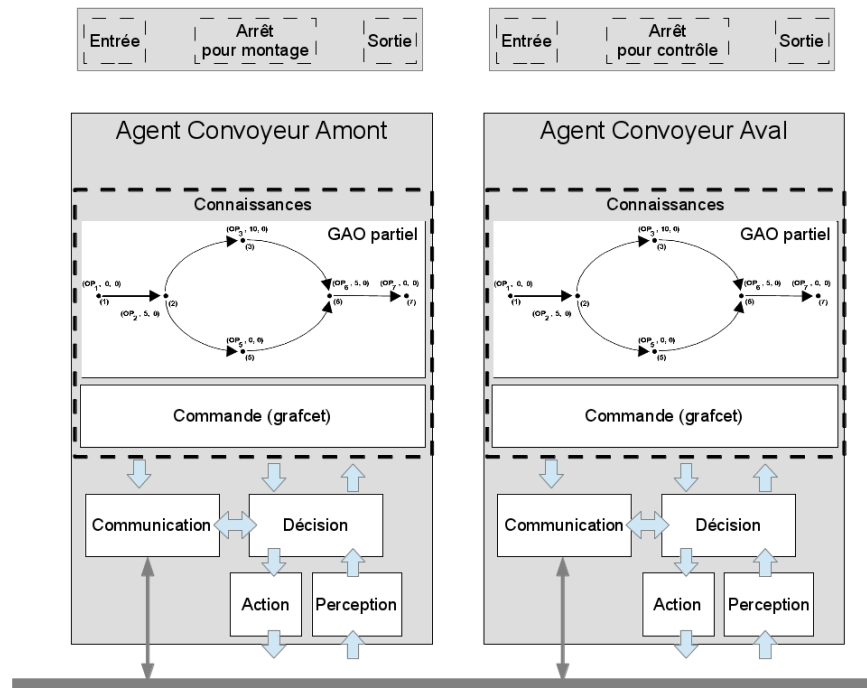 Entrée
Arrêt
pour montage
Sortie
Entrée
Arrêt
pour contrôle
Sortie
Agent Convoyeur Amont
Connaissances
GAO partiel
(OP3, 10, 0)
(3)
(OP1, 0, 0)
(1)
(2)
(OP2, 5, 0)
(OP6, 5, 0)
(6)
(OP7, 0, 0)
(7)
(OP5, 0, 0)
(5)
Commande (grafcet)
Communication
Décision
Action
Perception
Agent Convoyeur Aval
Connaissances
GAO partiel
(OP3, 10, 0)
(3)
(OP1, 0, 0)
(1)
(2)
(OP2, 5, 0)
(OP6, 5, 0)
(6)
(OP7, 0, 0)
(7)
(OP5, 0, 0)
(5)
Commande (grafcet)
Communication
Décision
Action
Perception